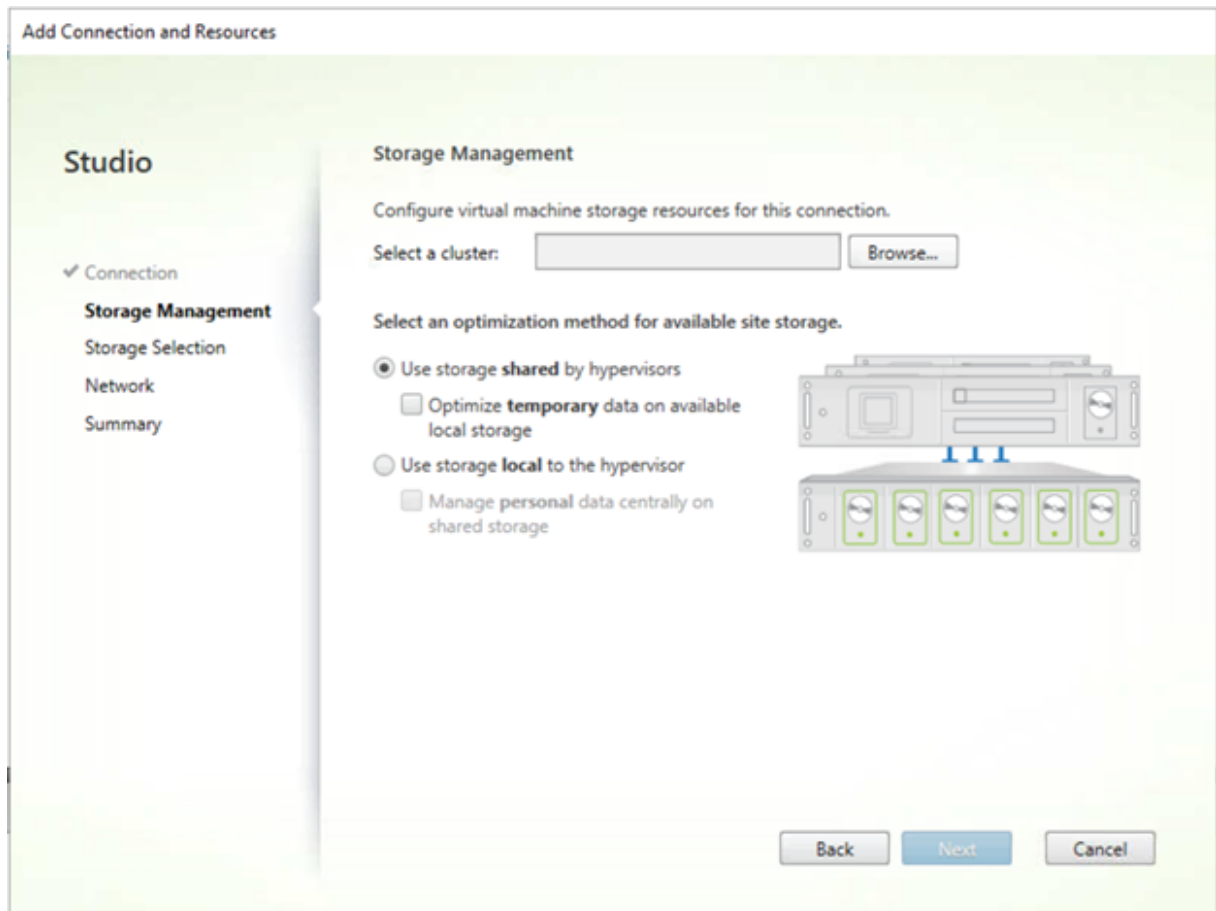 Add Connection and Resources
Studio
✔ Connection
Storage Management
Storage Selection
Network
Summary
Storage Management
Configure virtual machine storage resources for this connection.
Select a cluster:
Browse...
Select an optimization method for available site storage.
Use storage shared by hypervisors
Optimize temporary data on available
local storage
Use storage local to the hypervisor
Manage personal data centrally on
shared storage
Back
Next
Cancel